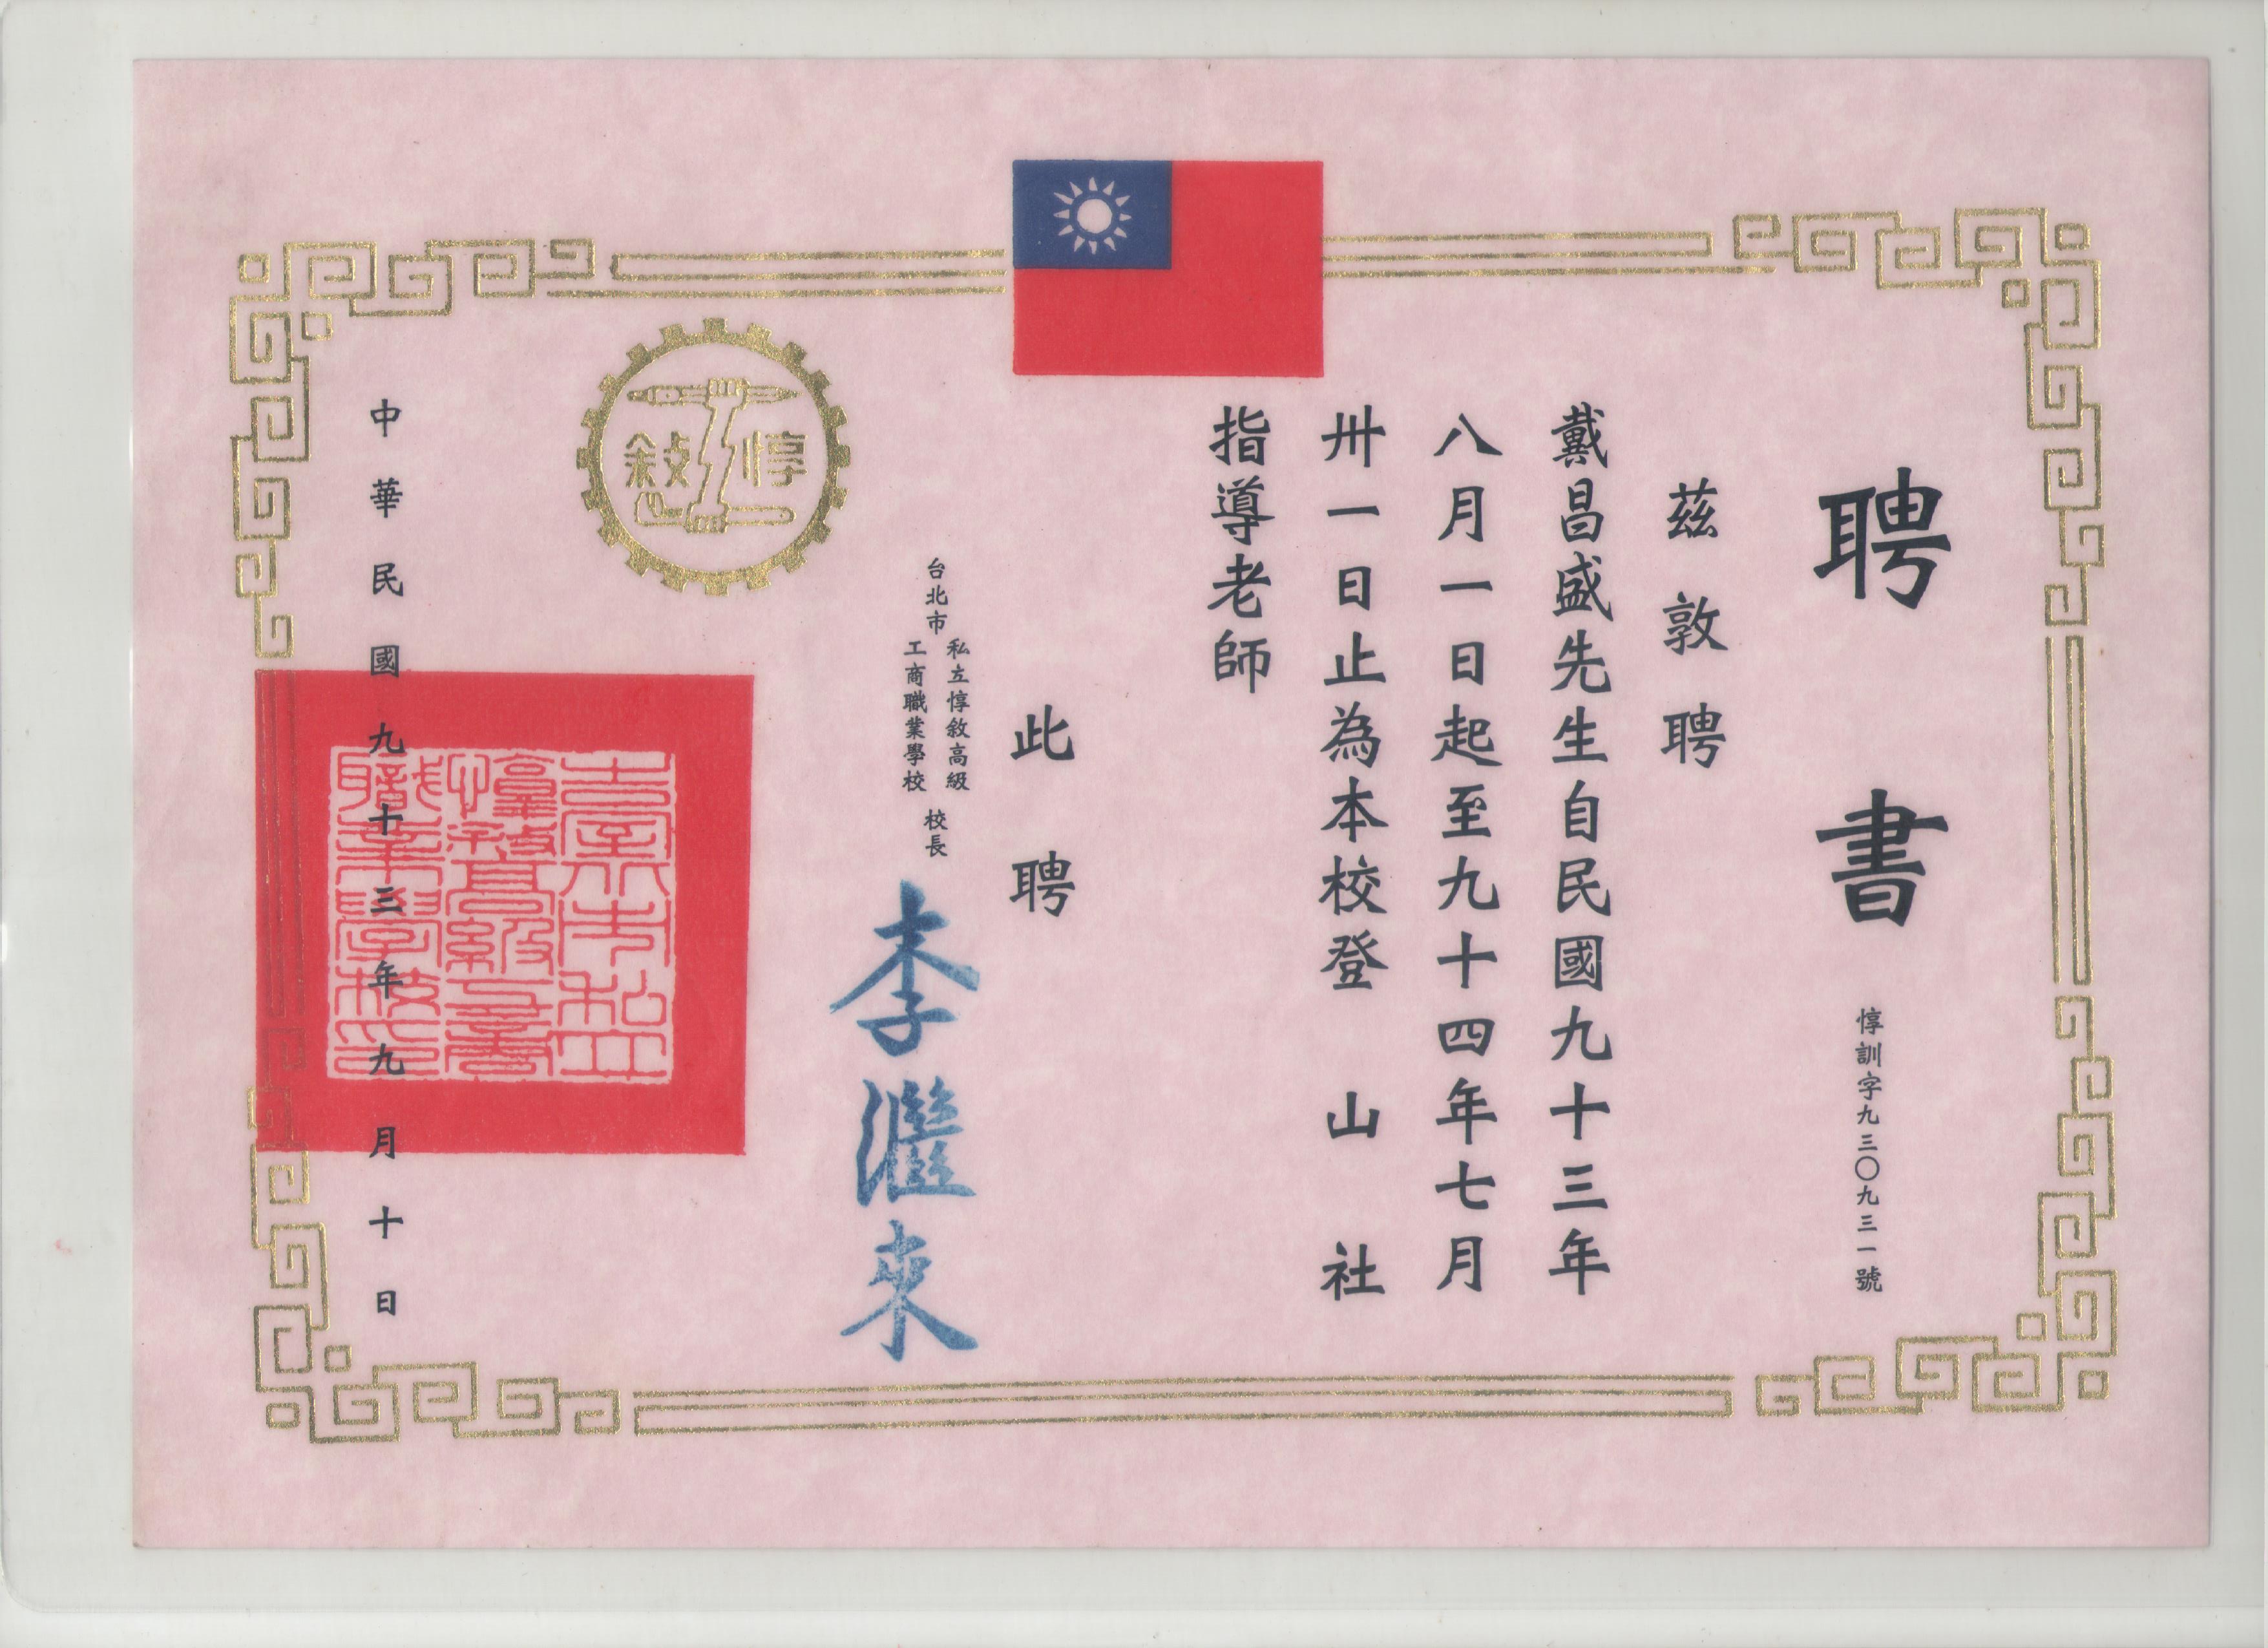 聘書
惇訓字九三〇九三一號
茲敦聘
戴昌盛先生自民國九十三年
八月一日起至九十四年七月
卅一日止為本校登山社
指導老師
此聘
台北市私立惇敘高級工商職業學校校長
李滙來
惇敘
臺北市私立
惇敘高級工商
職業學校印
中華民國九十三年九月十日